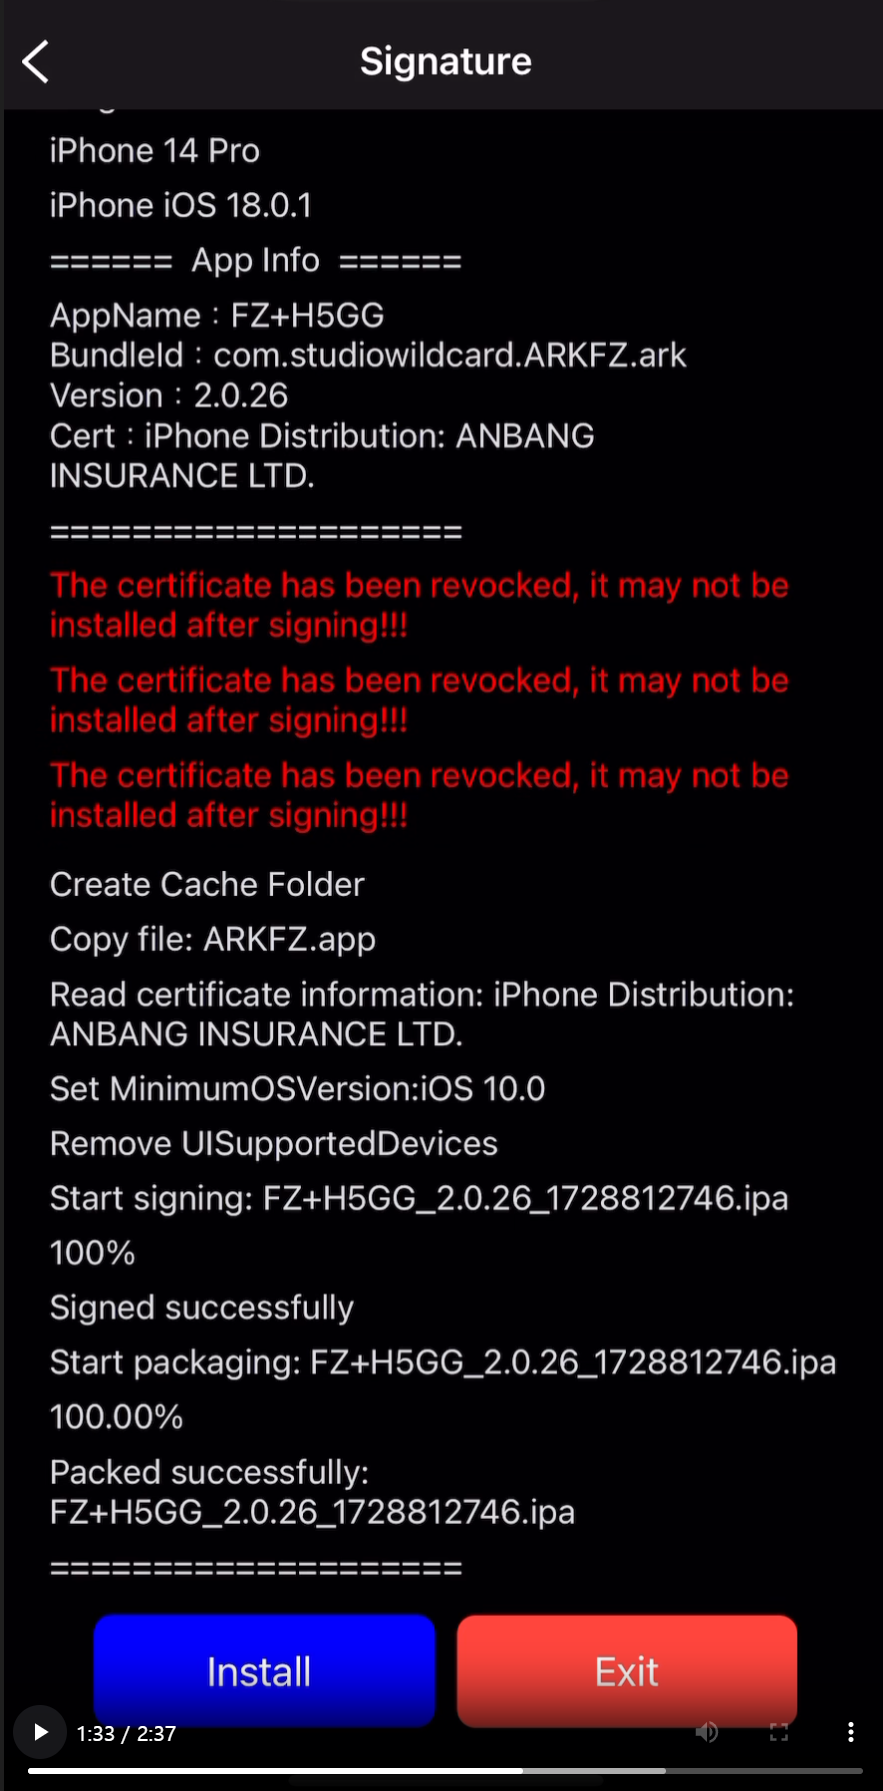 Signature
iPhone 14 Pro
iPhone iOS 18.0.1
====== App Info ======
AppName : FZ+H5GG
BundleId : com.studiowildcard.ARKFZ.ark
Version : 2.0.26
Cert : iPhone Distribution: ANBANG
INSURANCE LTD.
====================
The certificate has been revocked, it may not be
installed after signing!!!
The certificate has been revocked, it may not be
installed after signing!!!
The certificate has been revocked, it may not be
installed after signing!!!
Create Cache Folder
Copy file: ARKFZ.app
Read certificate information: iPhone Distribution:
ANBANG INSURANCE LTD.
Set MinimumOSVersion:iOS 10.0
Remove UISupportedDevices
Start signing: FZ+H5GG_2.0.26_1728812746.ipa
100%
Signed successfully
Start packaging: FZ+H5GG_2.0.26_1728812746.ipa
100.00%
Packed successfully:
FZ+H5GG_2.0.26_1728812746.ipa
====================
Install
Exit
1:33 / 2:37